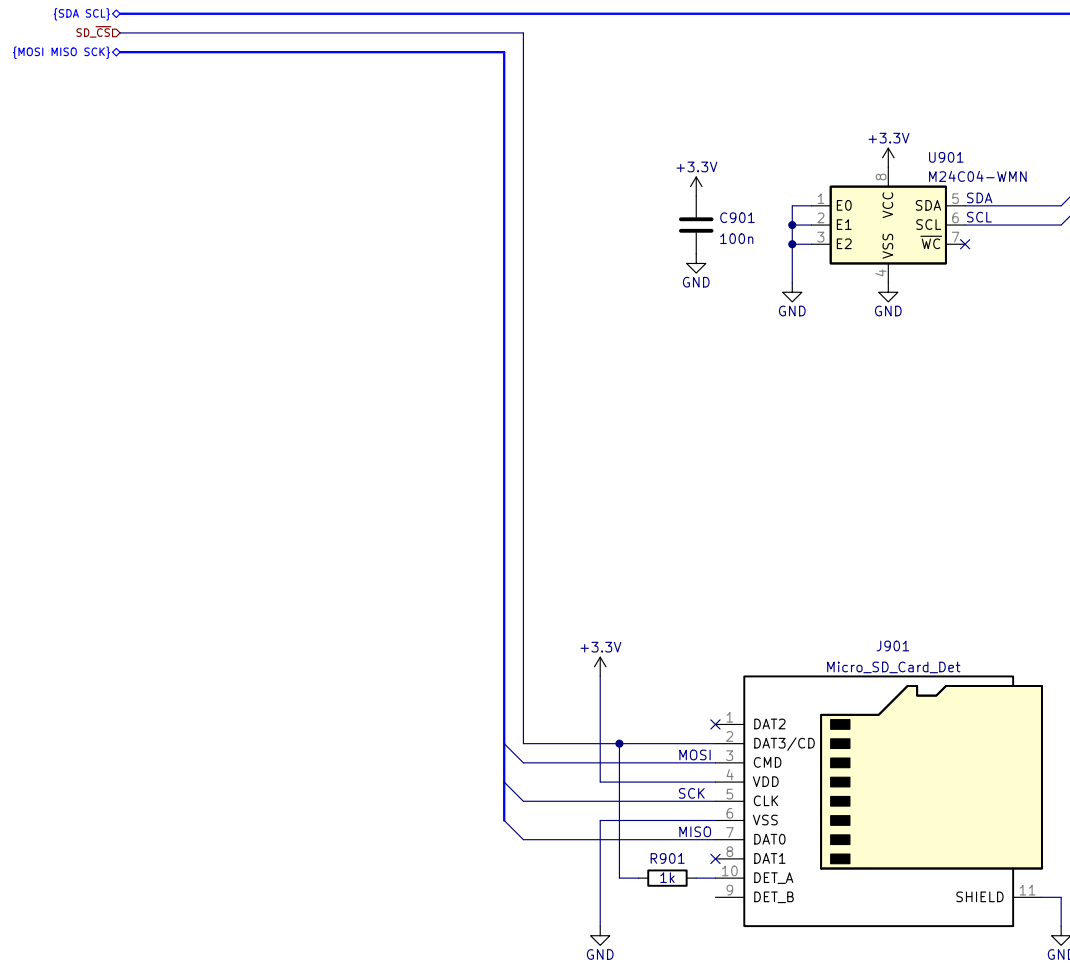 {SDA SCL}
SD_CS
{MOSI MISO SCK}
+3.3V
U901
M24C04-WMN
+3.3V
8
1 E0 VCC SDA 5 SDA
C901
2 E1 SCL 6 SCL
100n
3 E2 VSS WC 7
4
GND
GND
GND
J901
+3.3V
Micro_SD_Card_Det
1 DAT2
2 DAT3/CD
MOSI 3 CMD
4 VDD
SCK 5 CLK
6 VSS
MISO 7 DAT0
R901 8 DAT1
1k 10 DET_A
9 DET_B SHIELD 11
GND
GND